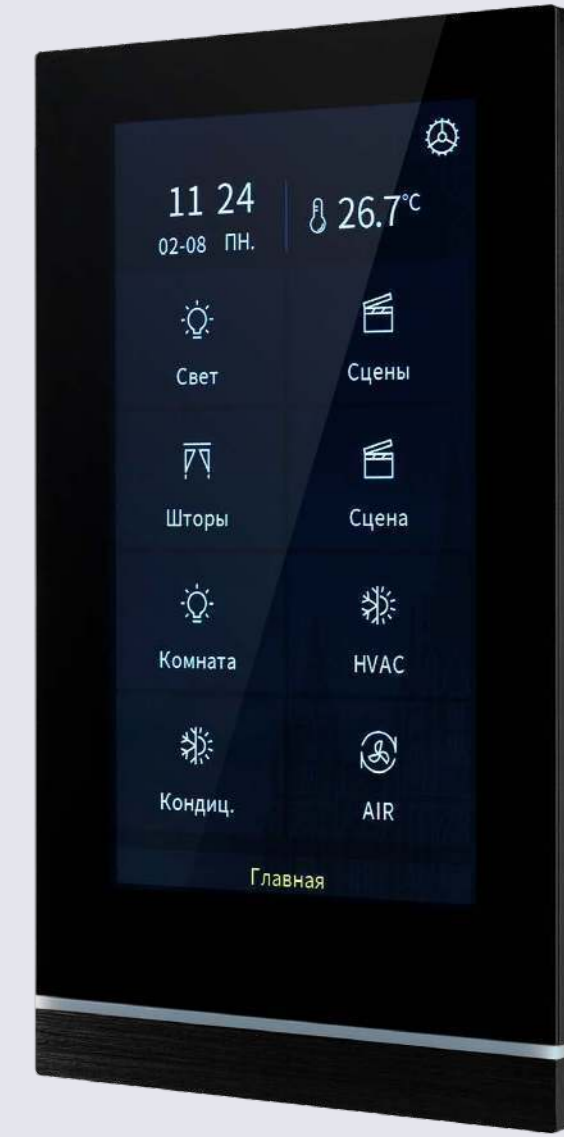 11 24
02-08 ПН.
26.7°C
Свет
Сцены
Шторы
Сцена
Комната
HVAC
Кондиц.
AIR
Главная